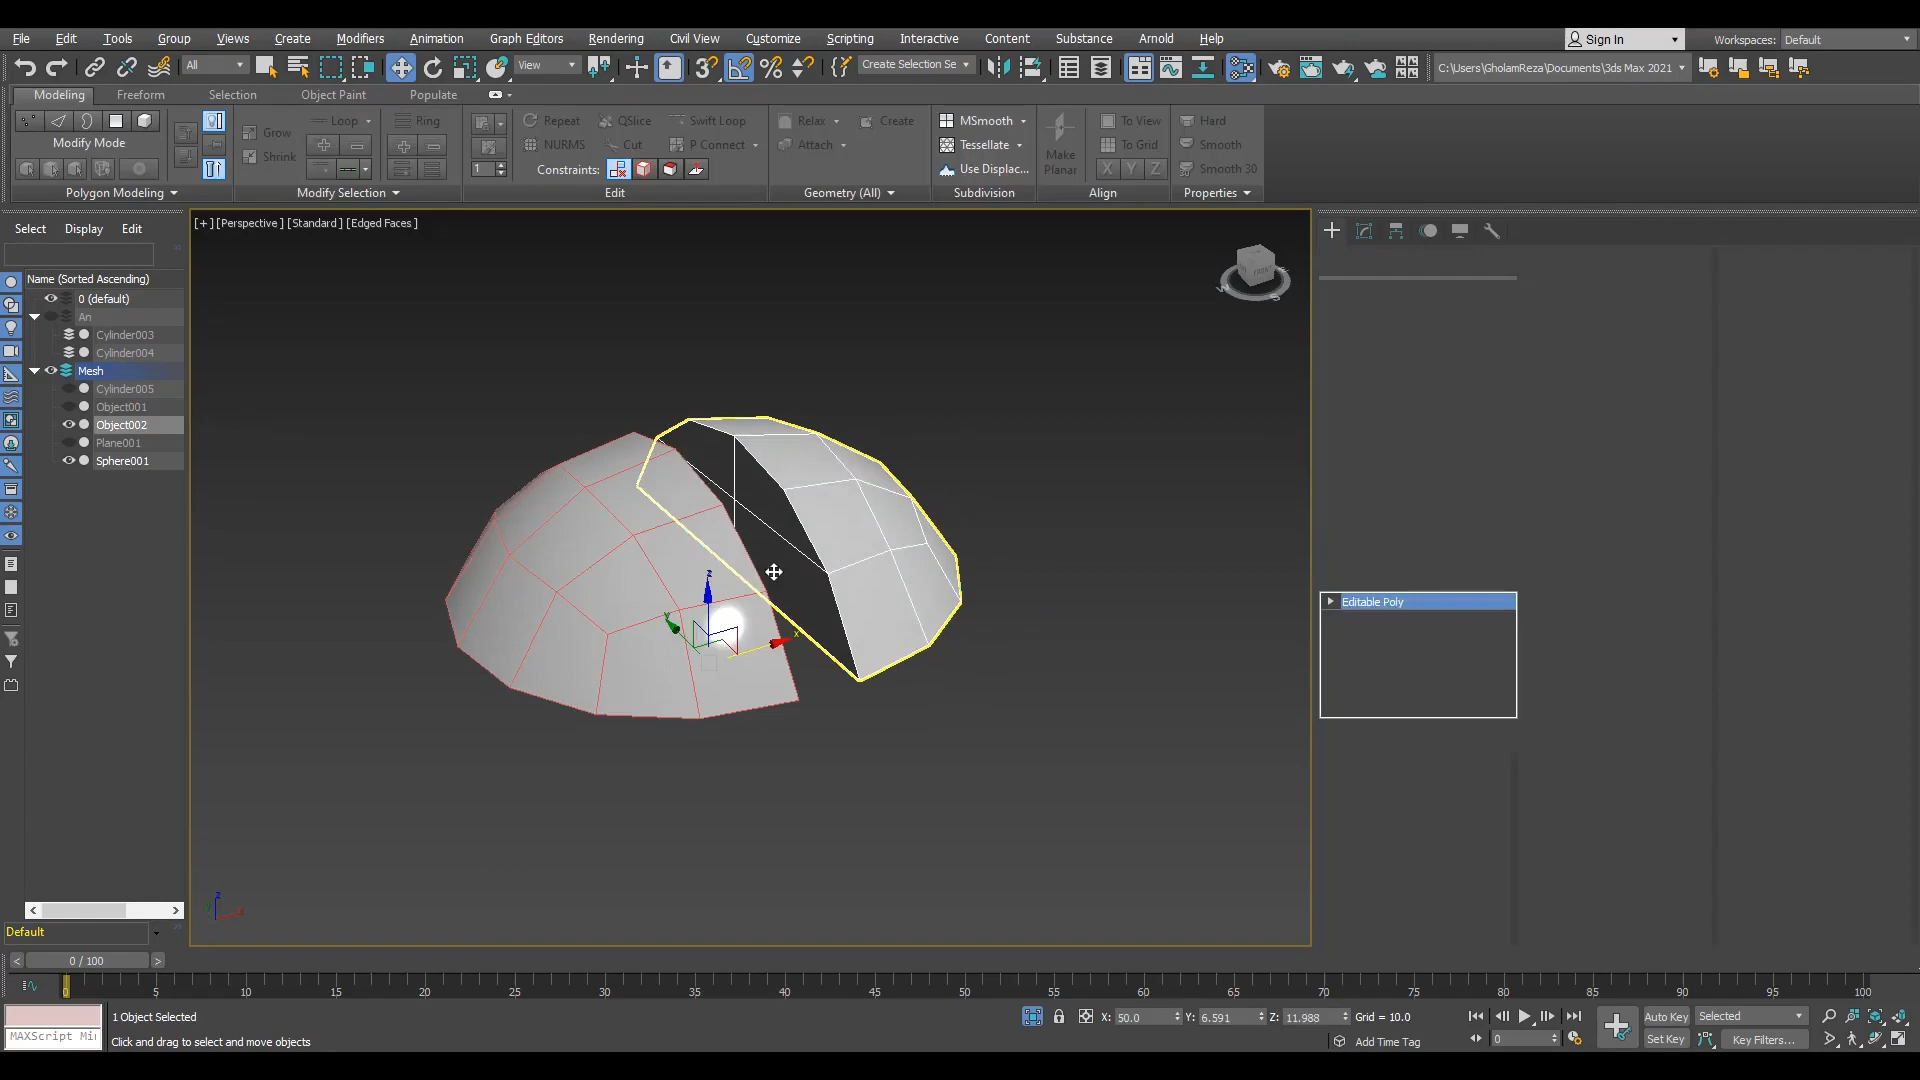 File Edit Tools Group Views Create Modifiers Animation Graph Editors Rendering Civil View Customize Scripting Interactive Content Substance Arnold Help Sign In Workspaces: Default
All View Create Selection Se C:\Users\GholamReza\Documents\3ds Max 2021
Modeling Freeform Selection Object Paint Populate
Modify Mode
Polygon Modeling
Grow
Shrink
Loop
Ring
Modify Selection
1
Repeat QSlice Swift Loop
NURMS Cut P Connect
Constraints:
Edit
Relax Create
Attach
Geometry (All)
MSmooth
Tessellate
Use Displac...
Subdivision
Make
Planar
To View
To Grid
X Y Z
Align
Hard
Smooth
Smooth 30
Properties
Select Display Edit
Name (Sorted Ascending)
0 (default)
An
Cylinder003
Cylinder004
Mesh
Cylinder005
Object001
Object002
Plane001
Sphere001
[+] [Perspective] [Standard] [Edged Faces]
FRONT
z
y
x
Editable Poly
Default
0 / 100
0 5 10 15 20 25 30 35 40 45 50 55 60 65 70 75 80 85 90 95 100
1 Object Selected X: 50.0 Y: 6.591 Z: 11.988 Grid = 10.0 Auto Key Selected
MAXScript Mi
Click and drag to select and move objects Add Time Tag 0 Set Key Key Filters...